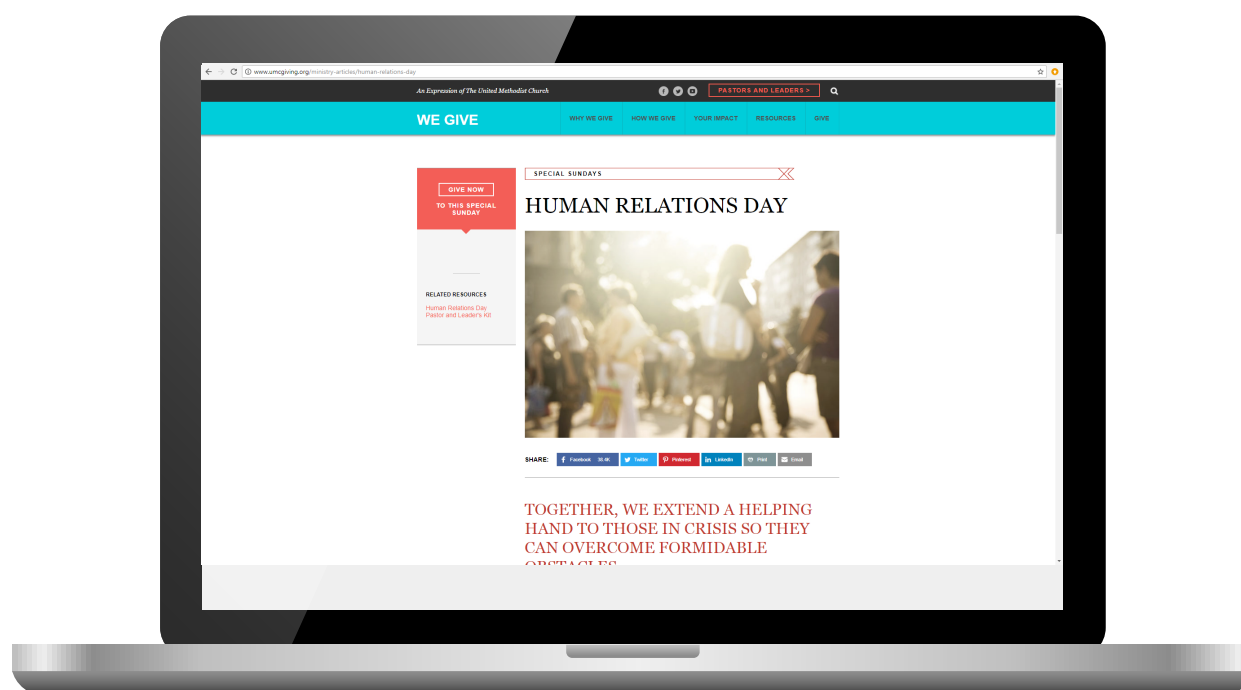 www.umcgiving.org/ministry-articles/human-relations-day
An Expression of The United Methodist Church
PASTORS AND LEADERS >
WE GIVE
WHY WE GIVE
HOW WE GIVE
YOUR IMPACT
RESOURCES
GIVE
GIVE NOW
TO THIS SPECIAL
SUNDAY
RELATED RESOURCES
Human Relations Day
Pastor and Leader's Kit
SPECIAL SUNDAYS
HUMAN RELATIONS DAY
SHARE:
Facebook 38.4K
Twitter
Pinterest
LinkedIn
Print
Email
TOGETHER, WE EXTEND A HELPING
HAND TO THOSE IN CRISIS SO THEY
CAN OVERCOME FORMIDABLE
OBSTACLES